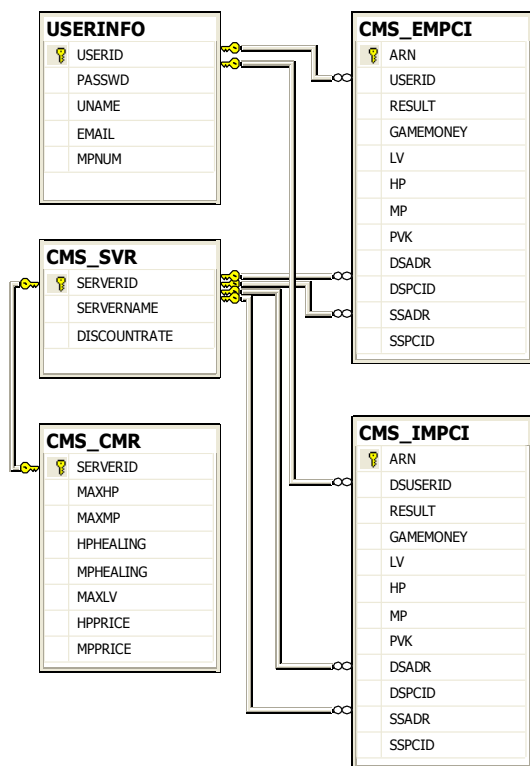 USERINFO
USERID
PASSWD
UNAME
EMAIL
MPNUM
CMS_SVR
SERVERID
SERVERNAME
DISCOUNTRATE
CMS_CMR
SERVERID
MAXHP
MAXMP
HPHEALING
MPHEALING
MAXLV
HPPRICE
MPPRICE
CMS_EMPCI
ARN
USERID
RESULT
GAMEMONEY
LV
HP
MP
PVK
DSADR
DSPCID
SSADR
SSPCID
CMS_IMPCI
ARN
DSUSERID
RESULT
GAMEMONEY
LV
HP
MP
PVK
DSADR
DSPCID
SSADR
SSPCID